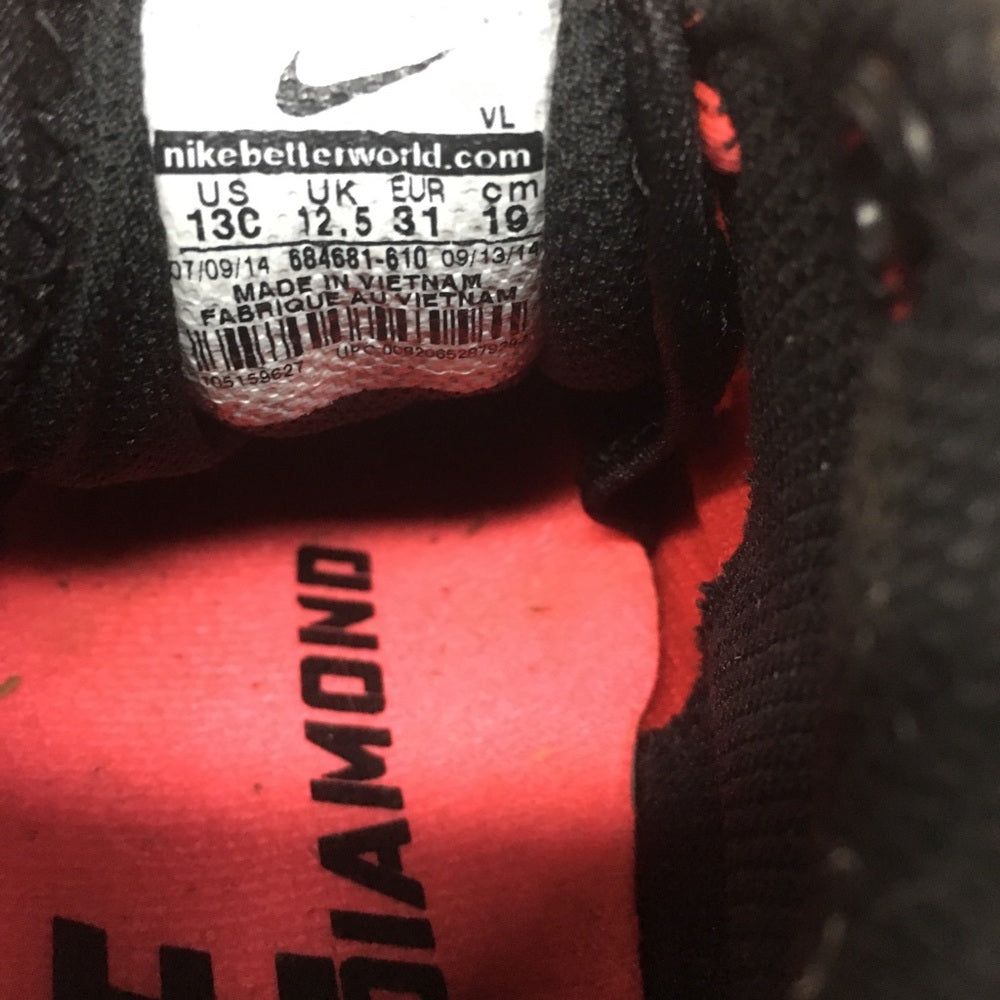 VL
nikebetterworld.com
US UK EUR cm
13C 12.5 31 19
07/09/14 684681-610 09/13/14
MADE IN VIETNAM
FABRIQUE AU VIETNAM
UPC
DIAMOND